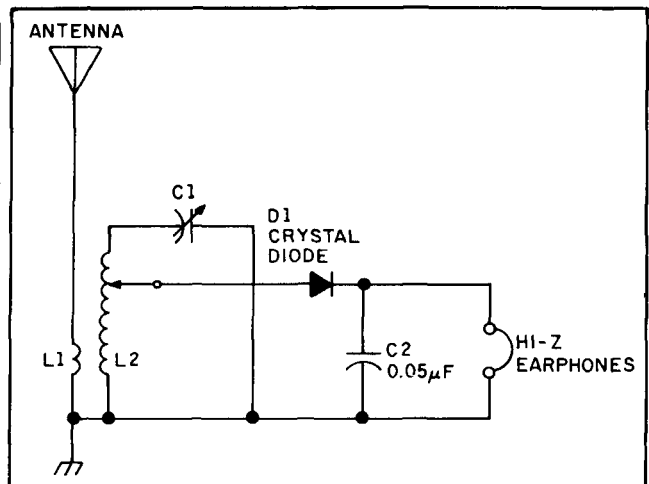 ANTENNA
C1
D1
CRYSTAL
DIODE
L1
L2
C2
0.05µF
HI-Z
EARPHONES